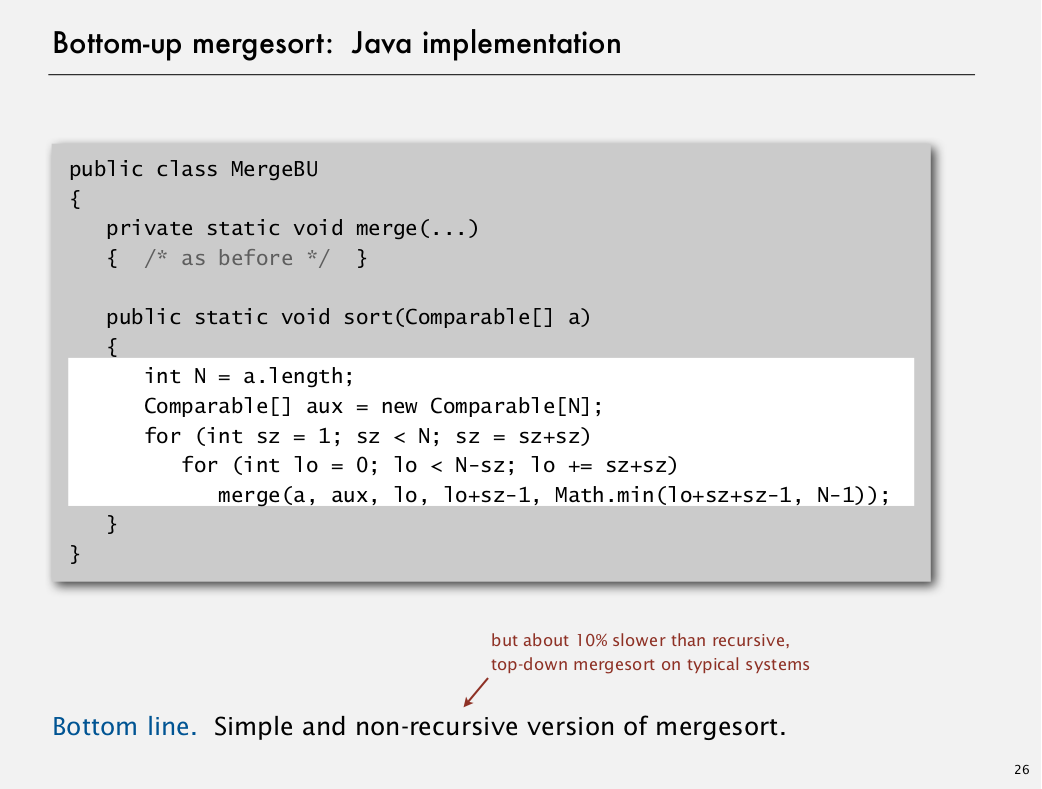 Bottom-up mergesort: Java implementation
public class MergeBU
{
   private static void merge(...)
   {  /* as before */  }

   public static void sort(Comparable[] a)
   {
      int N = a.length;
      Comparable[] aux = new Comparable[N];
      for (int sz = 1; sz < N; sz = sz+sz)
         for (int lo = 0; lo < N-sz; lo += sz+sz)
            merge(a, aux, lo, lo+sz-1, Math.min(lo+sz+sz-1, N-1));
   }
}
but about 10% slower than recursive,
top-down mergesort on typical systems
Bottom line. Simple and non-recursive version of mergesort.
26